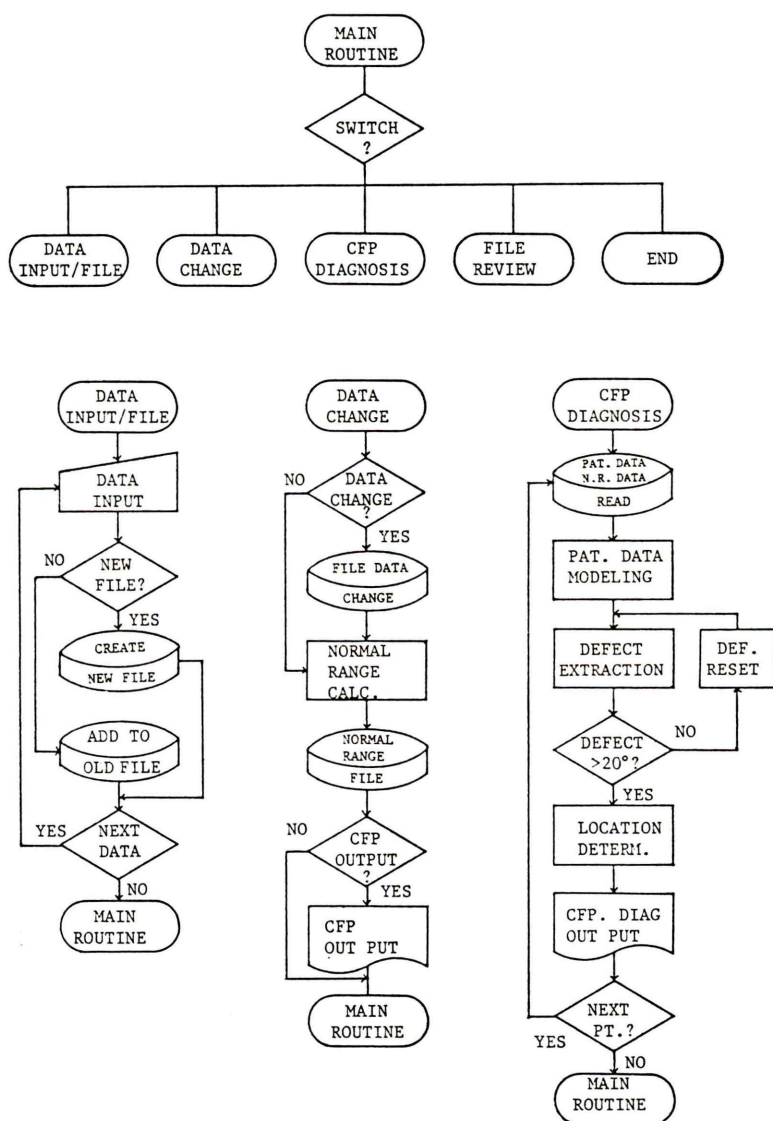 MAIN
ROUTINE
SWITCH
?
DATA
INPUT/FILE
DATA
CHANGE
CFP
DIAGNOSIS
FILE
REVIEW
END
DATA
INPUT/FILE
DATA
INPUT
NO
NEW
FILE?
YES
CREATE
NEW FILE
ADD TO
OLD FILE
YES
NEXT
DATA
NO
MAIN
ROUTINE
DATA
CHANGE
NO
DATA
CHANGE
?
YES
FILE DATA
CHANGE
NORMAL
RANGE
CALC.
NORMAL
RANGE
FILE
NO
CFP
OUTPUT
?
YES
CFP
OUT PUT
MAIN
ROUTINE
CFP
DIAGNOSIS
PAT. DATA
N.R. DATA
READ
PAT. DATA
MODELING
DEFECT
EXTRACTION
DEF.
RESET
DEFECT
>20°?
NO
YES
LOCATION
DETERM.
CFP. DIAG
OUT PUT
NEXT
PT.?
YES
NO
MAIN
ROUTINE